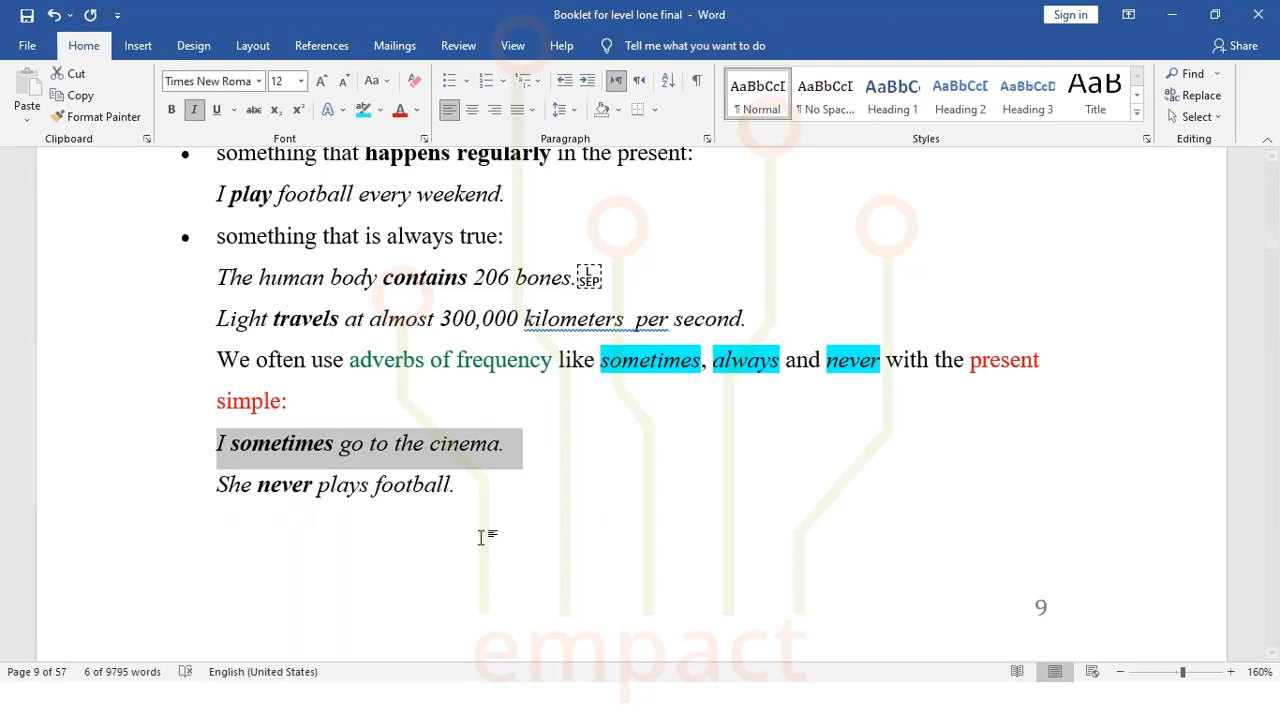 Booklet for level lone final - Word
Sign in
File Home Insert Design Layout References Mailings Review View Help Tell me what you want to do Share
Paste Cut Copy Format Painter Clipboard
Times New Roma 12 Font
Paragraph
AaBbCcI AaBbCcI AaBbC AaBbCcI AaBbCcI AaB
¶ Normal ¶ No Spac... Heading 1 Heading 2 Heading 3 Title
Styles
Find Replace Select Editing
something that happens regularly in the present:
I play football every weekend.
something that is always true:
The human body contains 206 bones. L SEP
Light travels at almost 300,000 kilometers per second.
We often use adverbs of frequency like sometimes, always and never with the present
simple:
I sometimes go to the cinema.
She never plays football.
9
empact
Page 9 of 57 6 of 9795 words English (United States) 160%